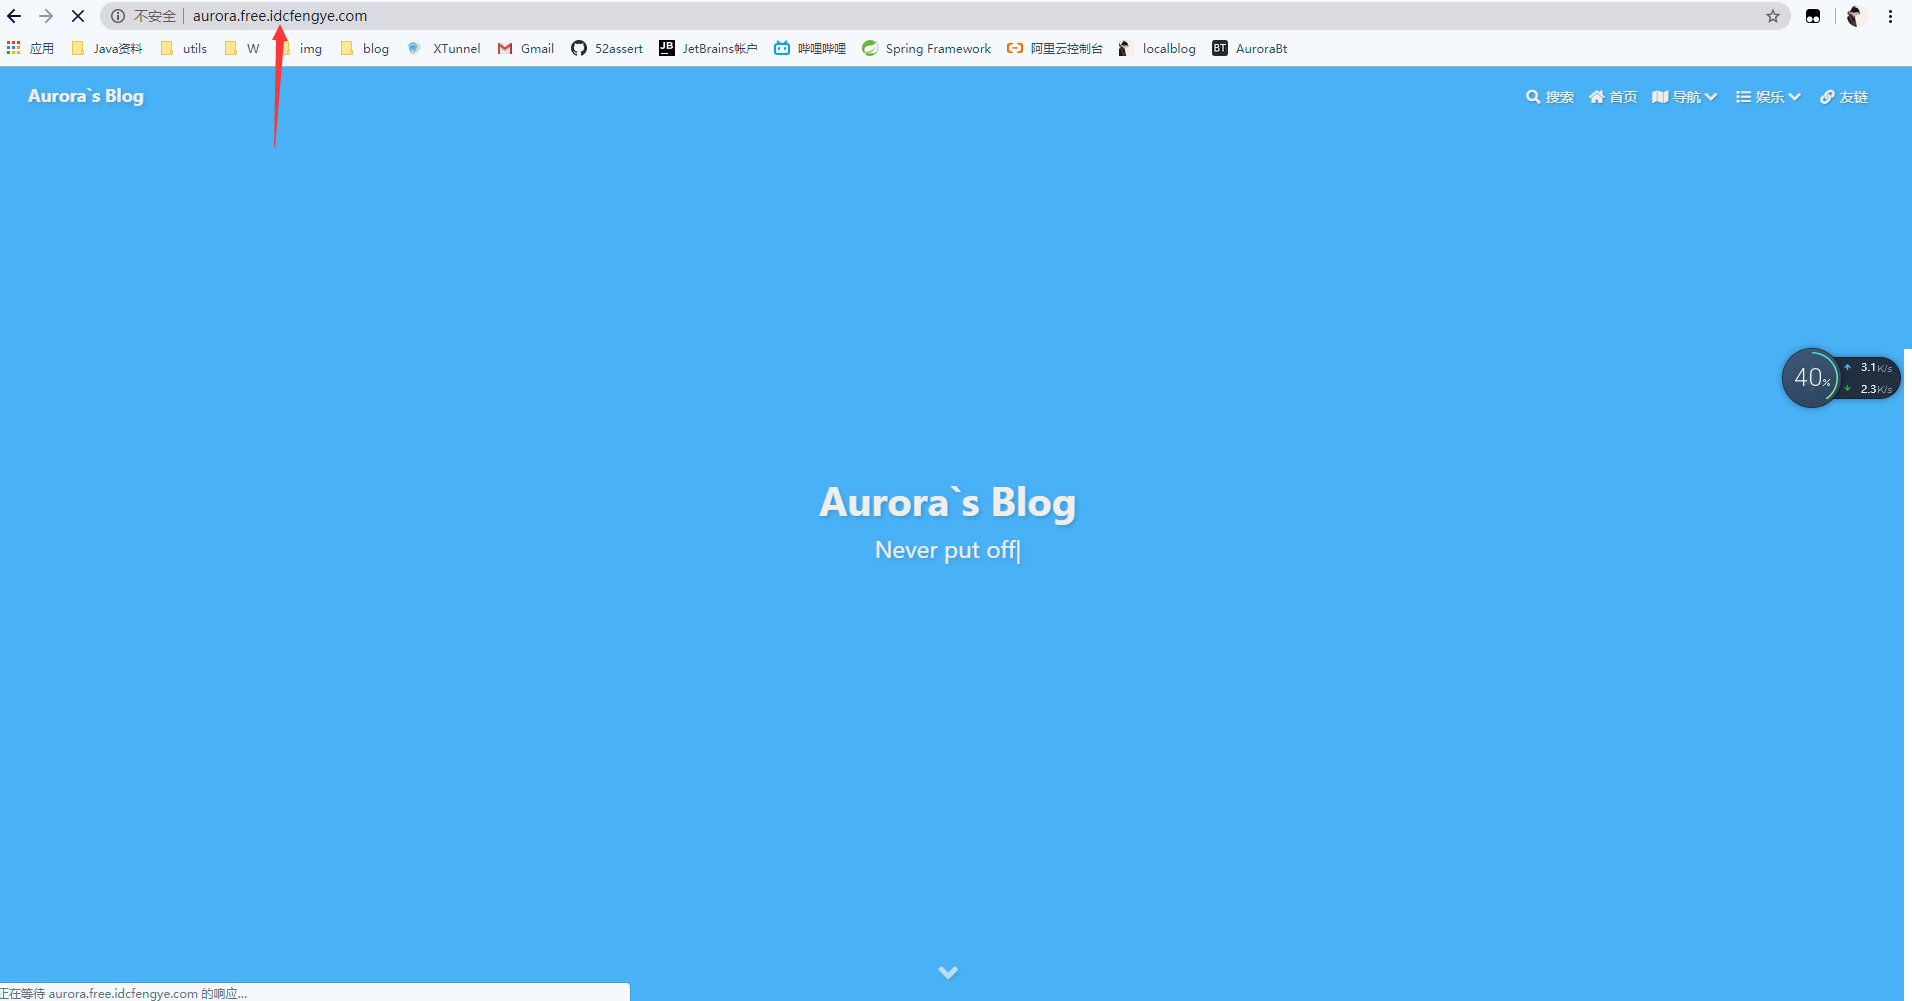 不安全 aurora.free.idcfengye.com
应用 Java资料 utils W img blog XTunnel Gmail 52assert JB JetBrains帐户 哔哩哔哩 Spring Framework 阿里云控制台 localblog BT AuroraBt
Aurora`s Blog 搜索 首页 导航 娱乐 友链
40% 3.1K/s
2.3K/s
Aurora`s Blog
Never put off|
正在等待 aurora.free.idcfengye.com 的响应...